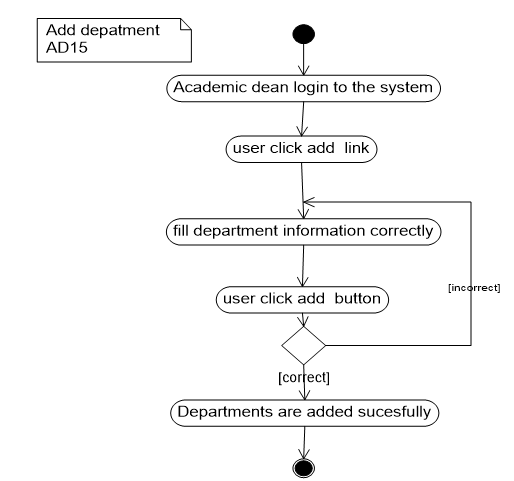 Add depatment
AD15
Academic dean login to the system
user click add link
fill department information correctly
user click add button
[incorrect]
[correct]
Departments are added sucesfully